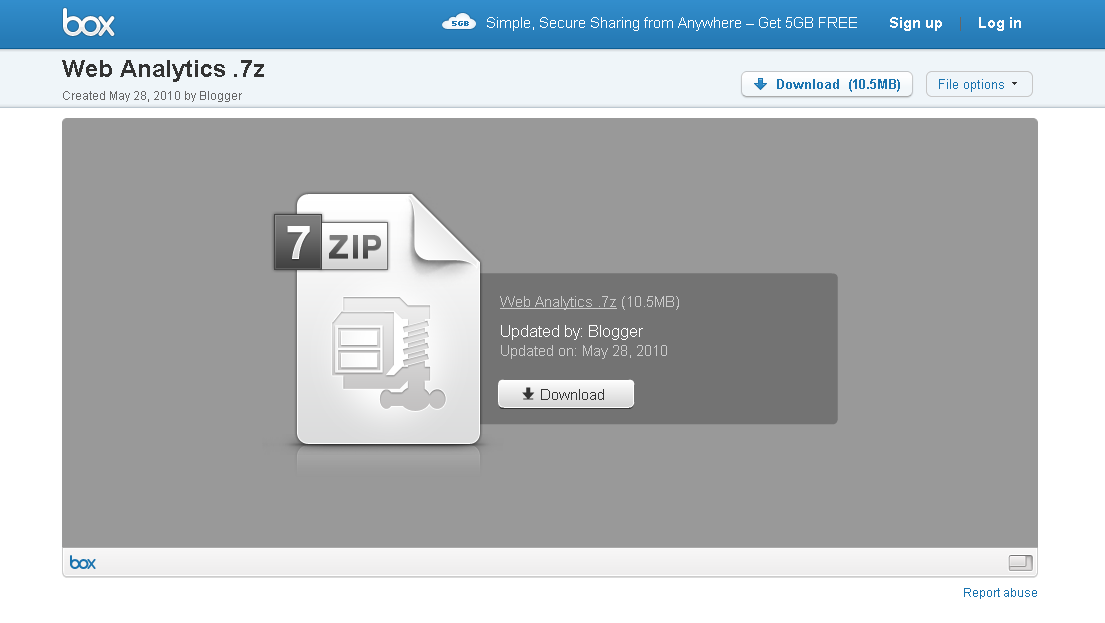 box
5GB Simple, Secure Sharing from Anywhere – Get 5GB FREE
Sign up | Log in
Web Analytics .7z
Created May 28, 2010 by Blogger
Download (10.5MB)
File options
7 ZIP
Web Analytics .7z (10.5MB)
Updated by: Blogger
Updated on: May 28, 2010
Download
box
Report abuse